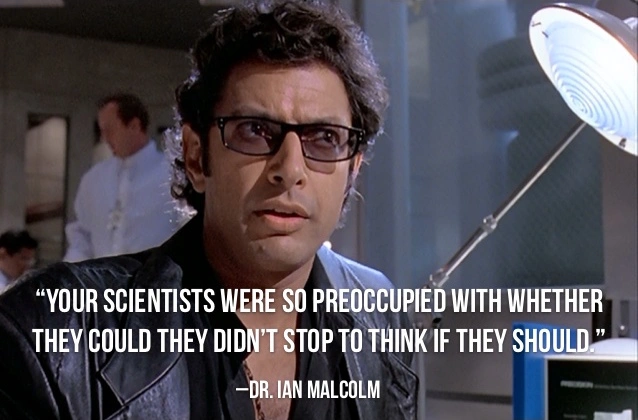 “YOUR SCIENTISTS WERE SO PREOCCUPIED WITH WHETHER
THEY COULD THEY DIDN’T STOP TO THINK IF THEY SHOULD.”
–DR. IAN MALCOLM
PRECISION